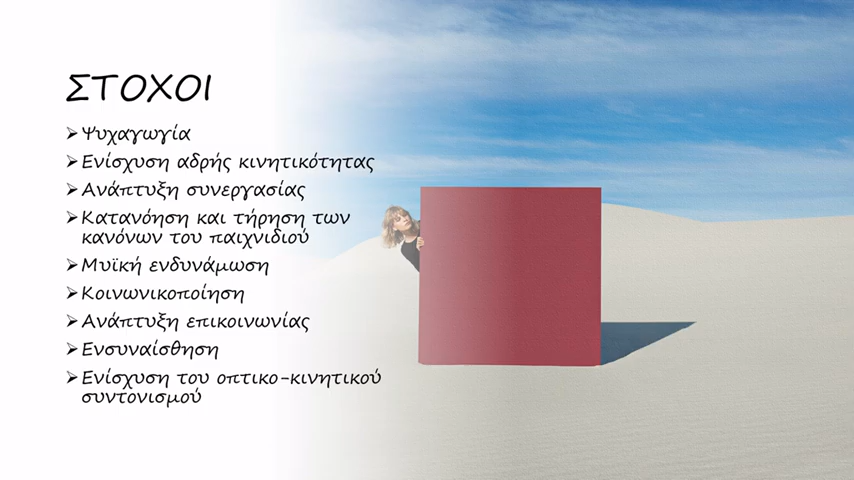 ΣΤΟΧΟΙ
➢Ψυχαγωγία
➢Ενίσχυση αδρής κινητικότητας
➢Ανάπτυξη συνεργασίας
➢Κατανόηση και τήρηση των
κανόνων του παιχνιδιού
➢Μυϊκή ενδυνάμωση
➢Κοινωνικοποίηση
➢Ανάπτυξη επικοινωνίας
➢Ενσυναίσθηση
➢Ενίσχυση του οπτικο-κινητικού
συντονισμού